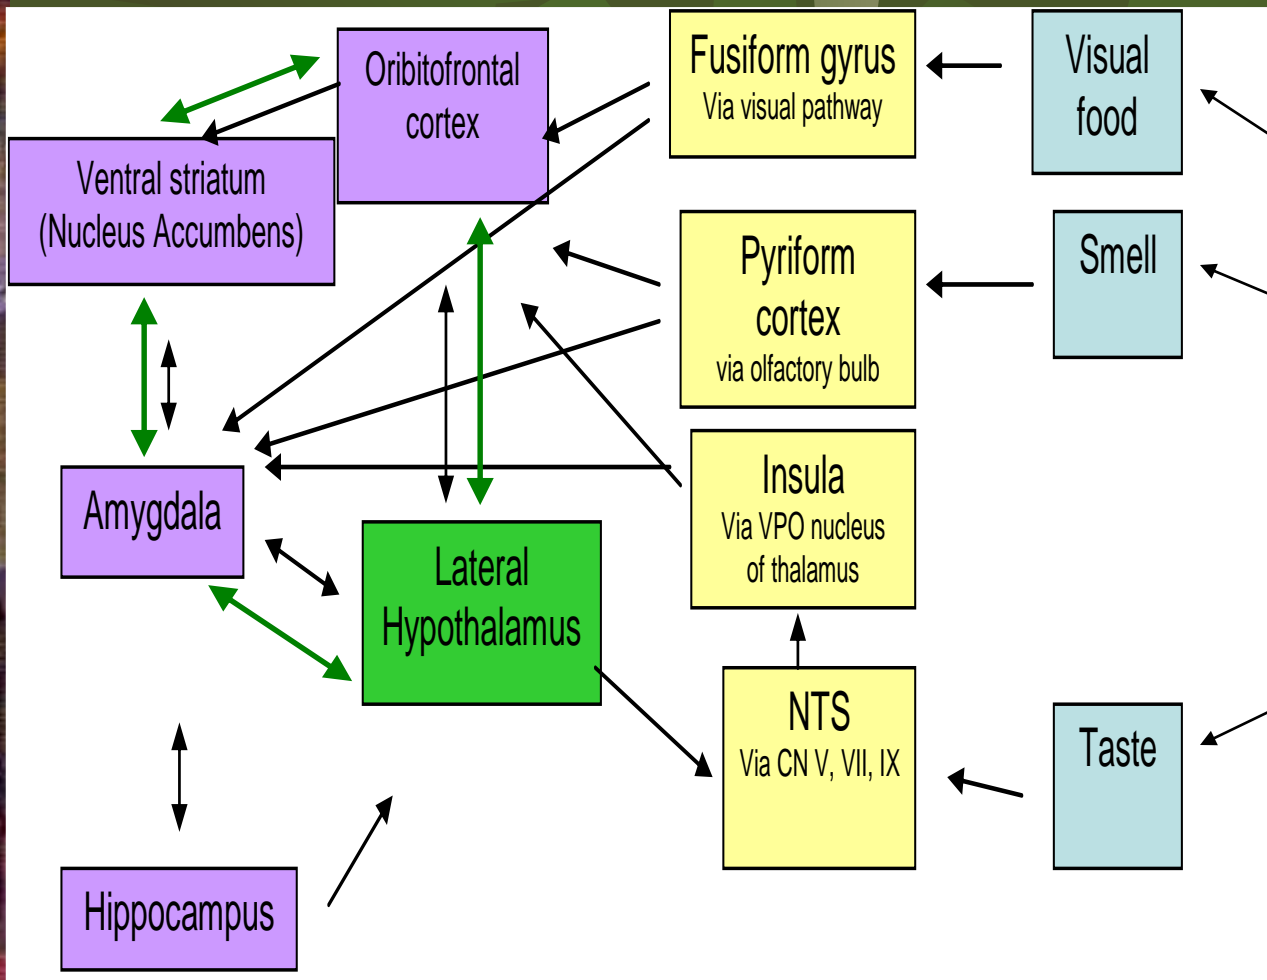 Oribitofrontal
cortex
Fusiform gyrus
Via visual pathway
Visual
food
Ventral striatum
(Nucleus Accumbens)
Pyriform
cortex
via olfactory bulb
Smell
Amygdala
Lateral
Hypothalamus
Insula
Via VPO nucleus
of thalamus
NTS
Via CN V, VII, IX
Taste
Hippocampus